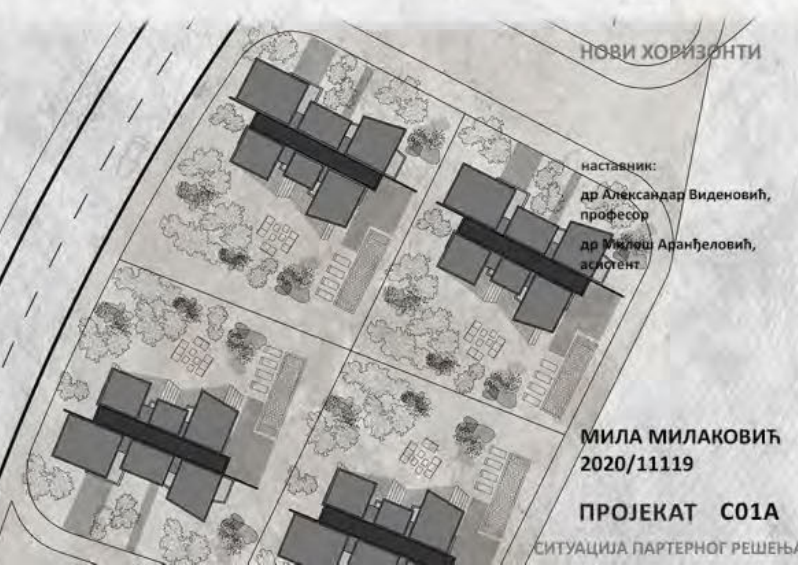 НОВИ ХОРИЗОНТИ
наставник:
др Александар Виденовић,
професор
др Милош Аранђеловић,
асистент
МИЛА МИЛАКОВИЋ
2020/11119
ПРОЈЕКАТ С01А
СИТУАЦИЈА ПАРТЕРНОГ РЕШЕЊА